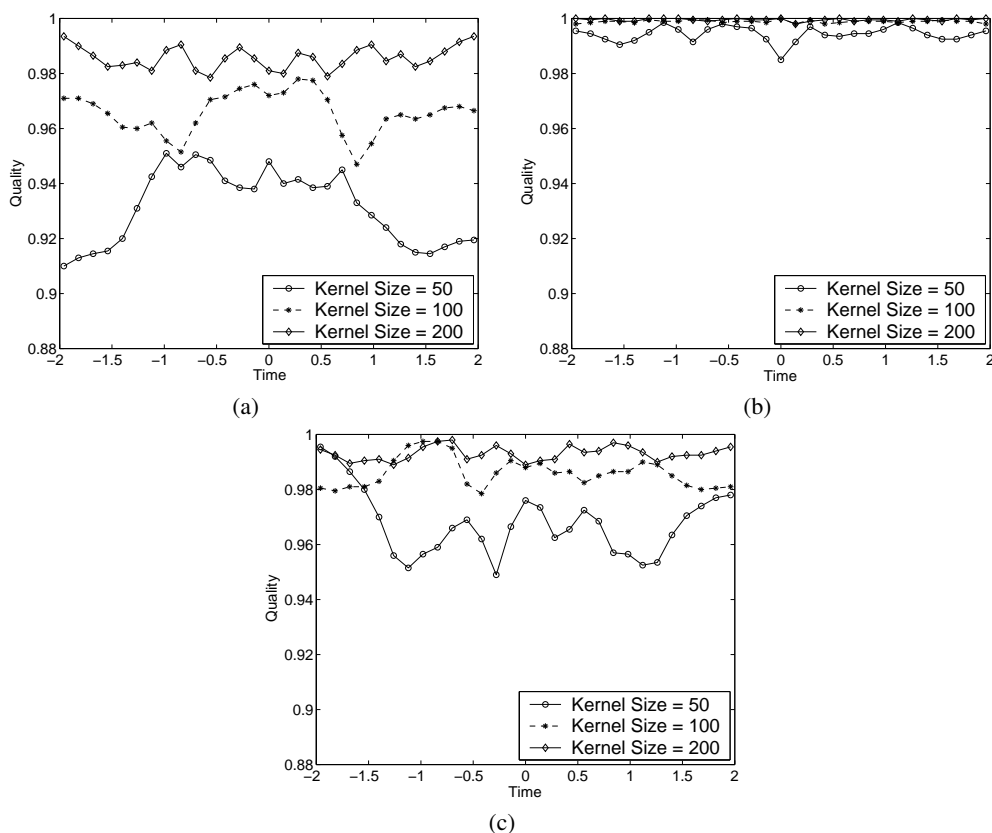 1
0.98
0.96
0.94
0.92
0.9
0.88
Quality
−2 −1.5 −1 −0.5 0 0.5 1 1.5 2
Time
Kernel Size = 50
Kernel Size = 100
Kernel Size = 200
(a)
1
0.98
0.96
0.94
0.92
0.9
0.88
Quality
−2 −1.5 −1 −0.5 0 0.5 1 1.5 2
Time
Kernel Size = 50
Kernel Size = 100
Kernel Size = 200
(b)
1
0.98
0.96
0.94
0.92
0.9
0.88
Quality
−2 −1.5 −1 −0.5 0 0.5 1 1.5 2
Time
Kernel Size = 50
Kernel Size = 100
Kernel Size = 200
(c)